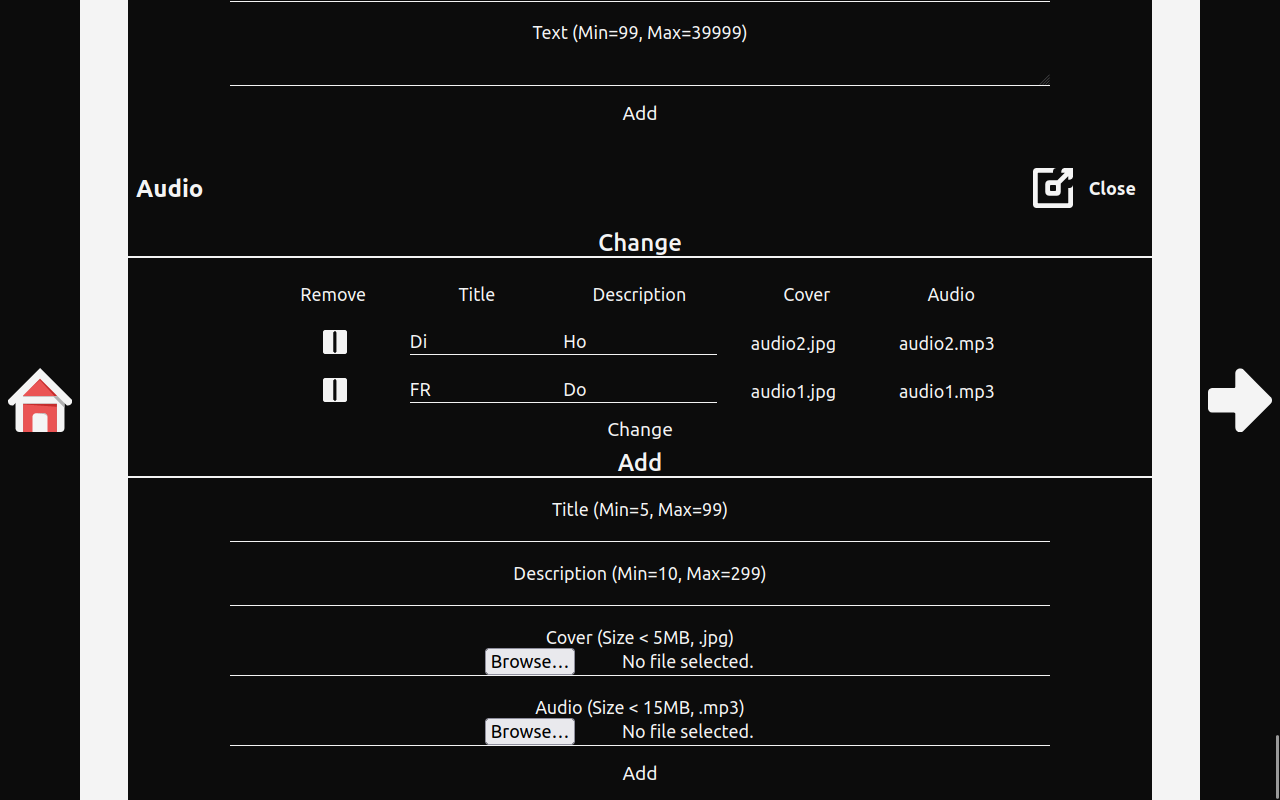 Text (Min=99, Max=39999)
Add
Audio
Close
Change
Remove Title Description Cover Audio
Di Ho audio2.jpg audio2.mp3
FR Do audio1.jpg audio1.mp3
Change
Add
Title (Min=5, Max=99)
Description (Min=10, Max=299)
Cover (Size < 5MB, .jpg)
Browse... No file selected.
Audio (Size < 15MB, .mp3)
Browse... No file selected.
Add